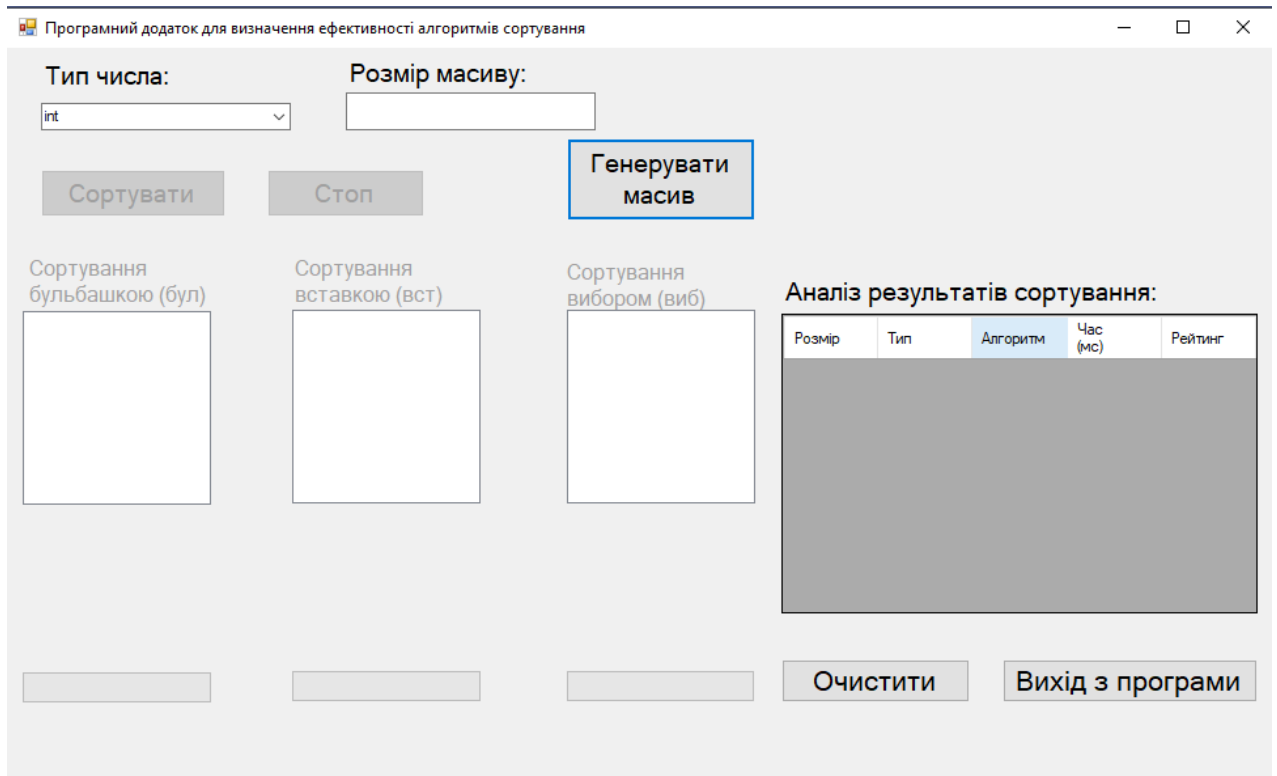 Програмний додаток для визначення ефективності алгоритмів сортування
Тип числа:
Розмір масиву:
int
Генерувати
масив
Сортувати
Стоп
Сортування
бульбашкою (бул)
Сортування
вставкою (вст)
Сортування
вибором (виб)
Аналіз результатів сортування:
Розмір
Тип
Алгоритм
Час
(мс)
Рейтинг
Очистити
Вихід з програми